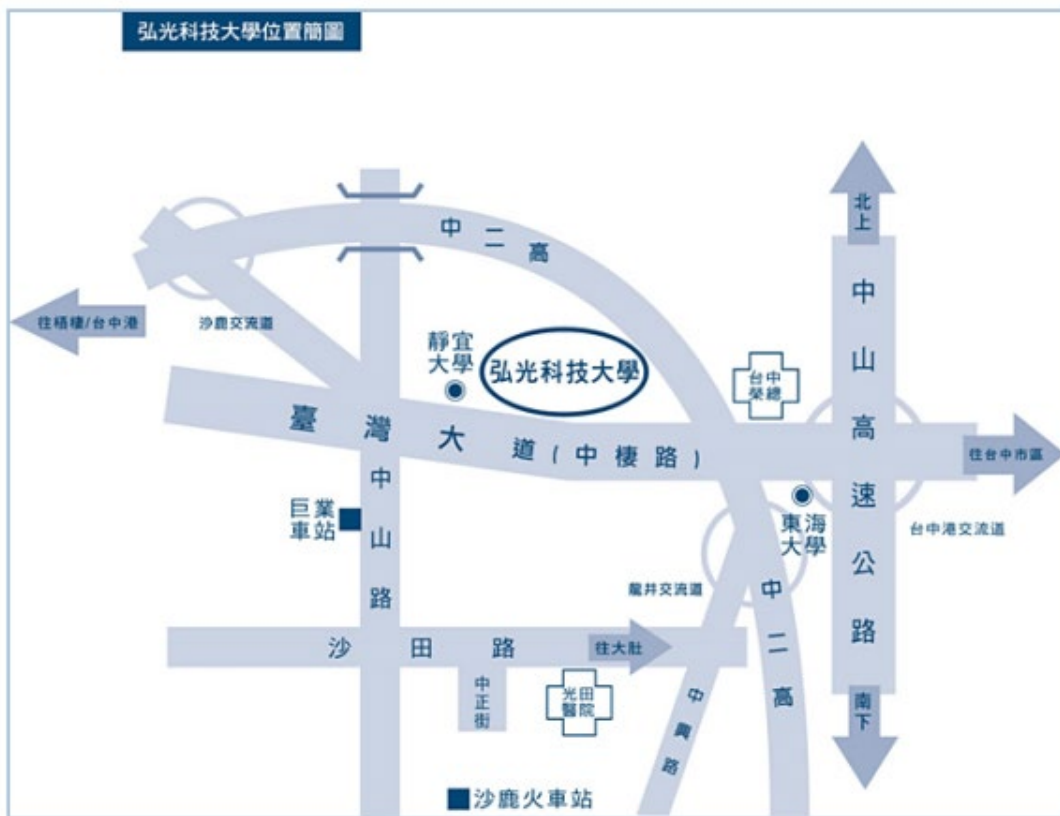 弘光科技大學位置簡圖
北上
中二高
中山高速公路
往梧棲/台中港
沙鹿交流道
靜宜
大學
弘光科技大學
台中
榮總
臺灣大道(中棲路)
往台中市區
中山路
巨業
車站
東海
大學
台中港交流道
龍井交流道
中二高
沙田路
往大肚
中正街
光田
醫院
中興路
南下
沙鹿火車站